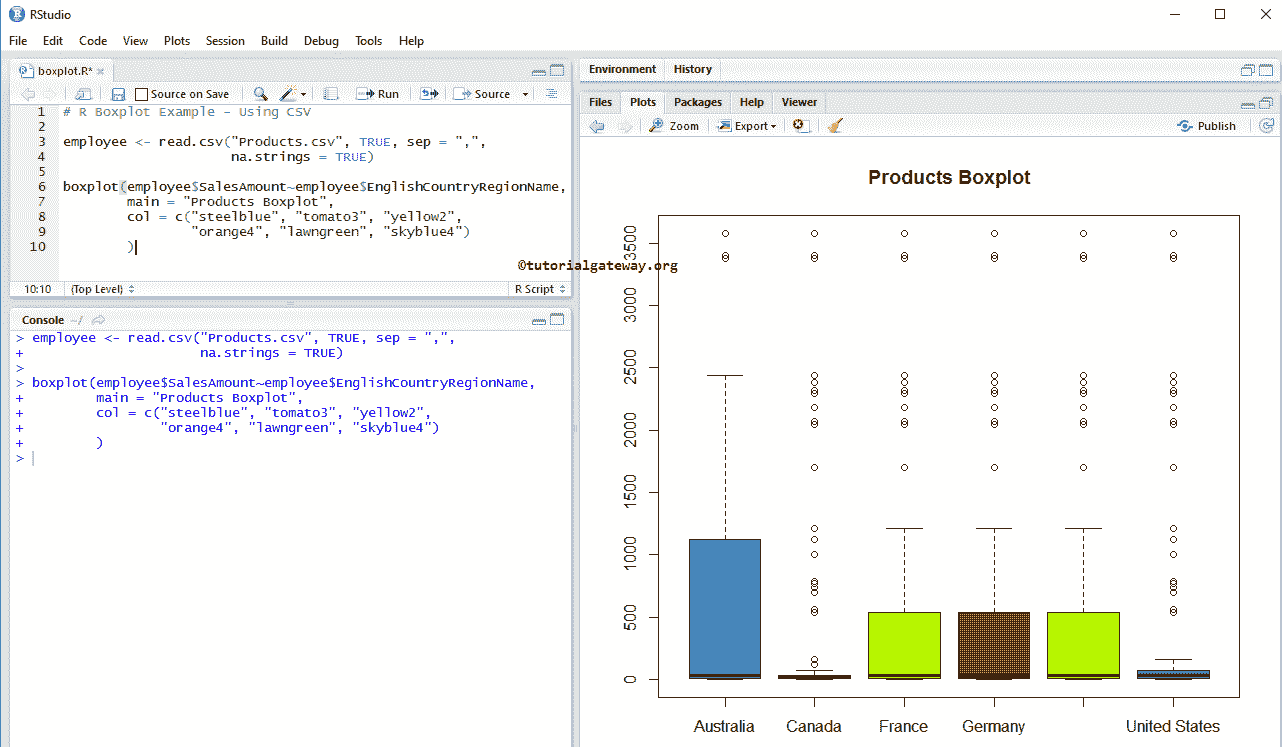 RStudio
File Edit Code View Plots Session Build Debug Tools Help
boxplot.R*
Source on Save Run Source
1 # R Boxplot Example - Using CSV
2
3 employee <- read.csv("Products.csv", TRUE, sep = ",",
4 na.strings = TRUE)
5
6 boxplot(employee$SalesAmount~employee$EnglishCountryRegionName,
7 main = "Products Boxplot",
8 col = c("steelblue", "tomato3", "yellow2",
9 "orange4", "lawngreen", "skyblue4")
10 )
10:10 (Top Level) R Script
Console ~/
> employee <- read.csv("Products.csv", TRUE, sep = ",",
+ na.strings = TRUE)
>
> boxplot(employee$SalesAmount~employee$EnglishCountryRegionName,
+ main = "Products Boxplot",
+ col = c("steelblue", "tomato3", "yellow2",
+ "orange4", "lawngreen", "skyblue4")
+ )
>
©tutorialgateway.org
Environment History
Files Plots Packages Help Viewer
Zoom Export Publish
Products Boxplot
3500
3000
2500
2000
1500
1000
500
0
Australia Canada France Germany United States